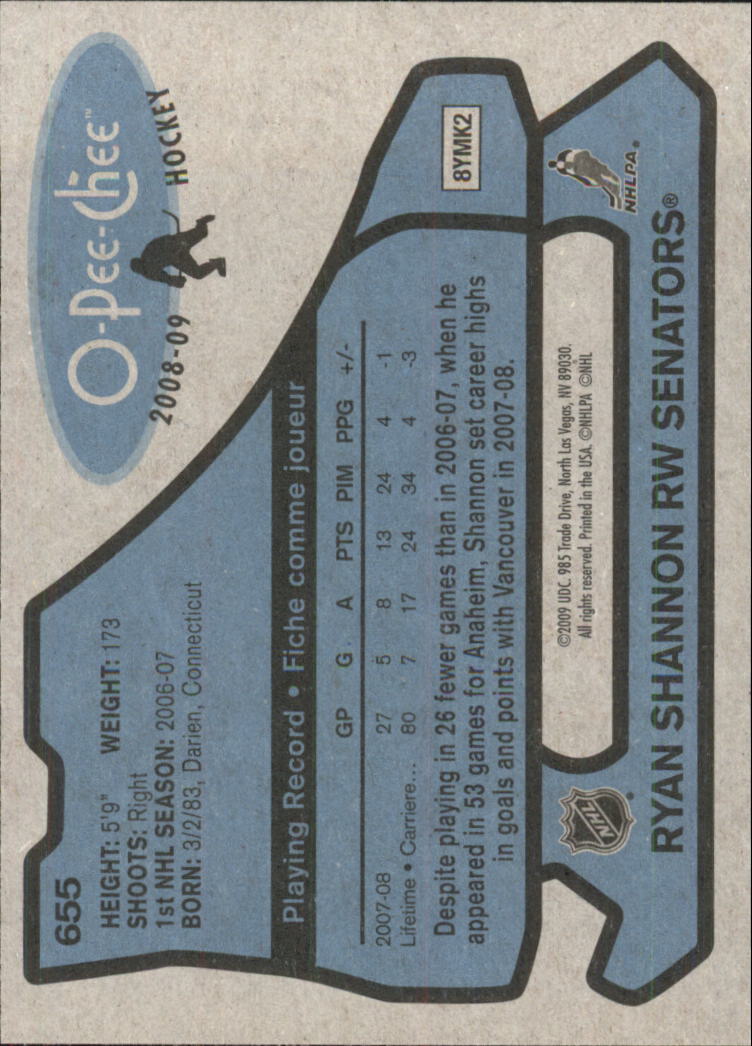 O-Pee-Chee™
2008-09 HOCKEY
655
HEIGHT: 5'9" WEIGHT: 173
SHOOTS: Right
1st NHL SEASON: 2006-07
BORN: 3/2/83, Darien, Connecticut
Playing Record • Fiche comme joueur
GP G A PTS PIM PPG +/-
2007-08 27 5 8 13 24 4 -1
Lifetime • Carriere... 80 7 17 24 34 4 -3
Despite playing in 26 fewer games than in 2006-07, when he
appeared in 53 games for Anaheim, Shannon set career highs
in goals and points with Vancouver in 2007-08.
8YMK2
NHL®
©2009 UDC. 985 Trade Drive, North Las Vegas, NV 89030.
All rights reserved. Printed in the USA. ©NHLPA ©NHL
NHLPA®
RYAN SHANNON RW SENATORS®